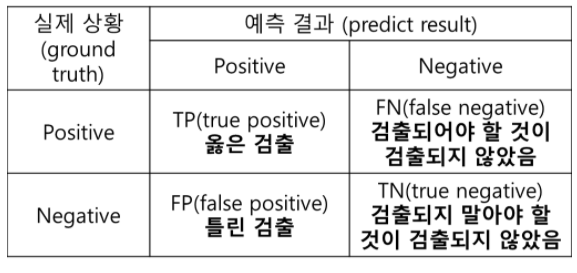 실제 상황
(ground
truth)
예측 결과 (predict result)
Positive
Negative
Positive
TP(true positive)
옳은 검출
FN(false negative)
검출되어야 할 것이
검출되지 않았음
Negative
FP(false positive)
틀린 검출
TN(true negative)
검출되지 말아야 할
것이 검출되지 않았음